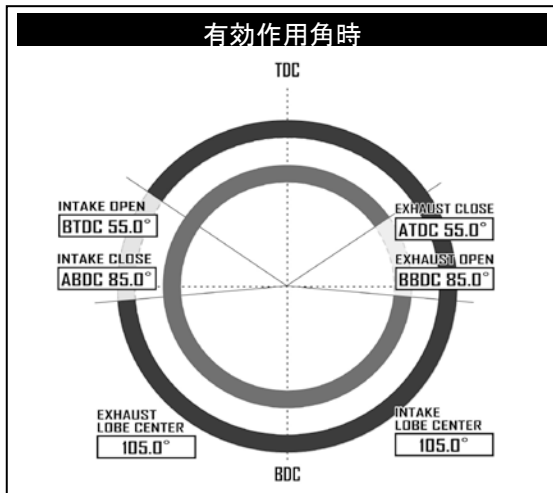 有効作用角時
TDC
INTAKE OPEN
BTDC 55.0°
INTAKE CLOSE
ABDC 85.0°
EXHAUST CLOSE
ATDC 55.0°
EXHAUST OPEN
BBDC 85.0°
EXHAUST
LOBE CENTER
105.0°
INTAKE
LOBE CENTER
105.0°
BDC